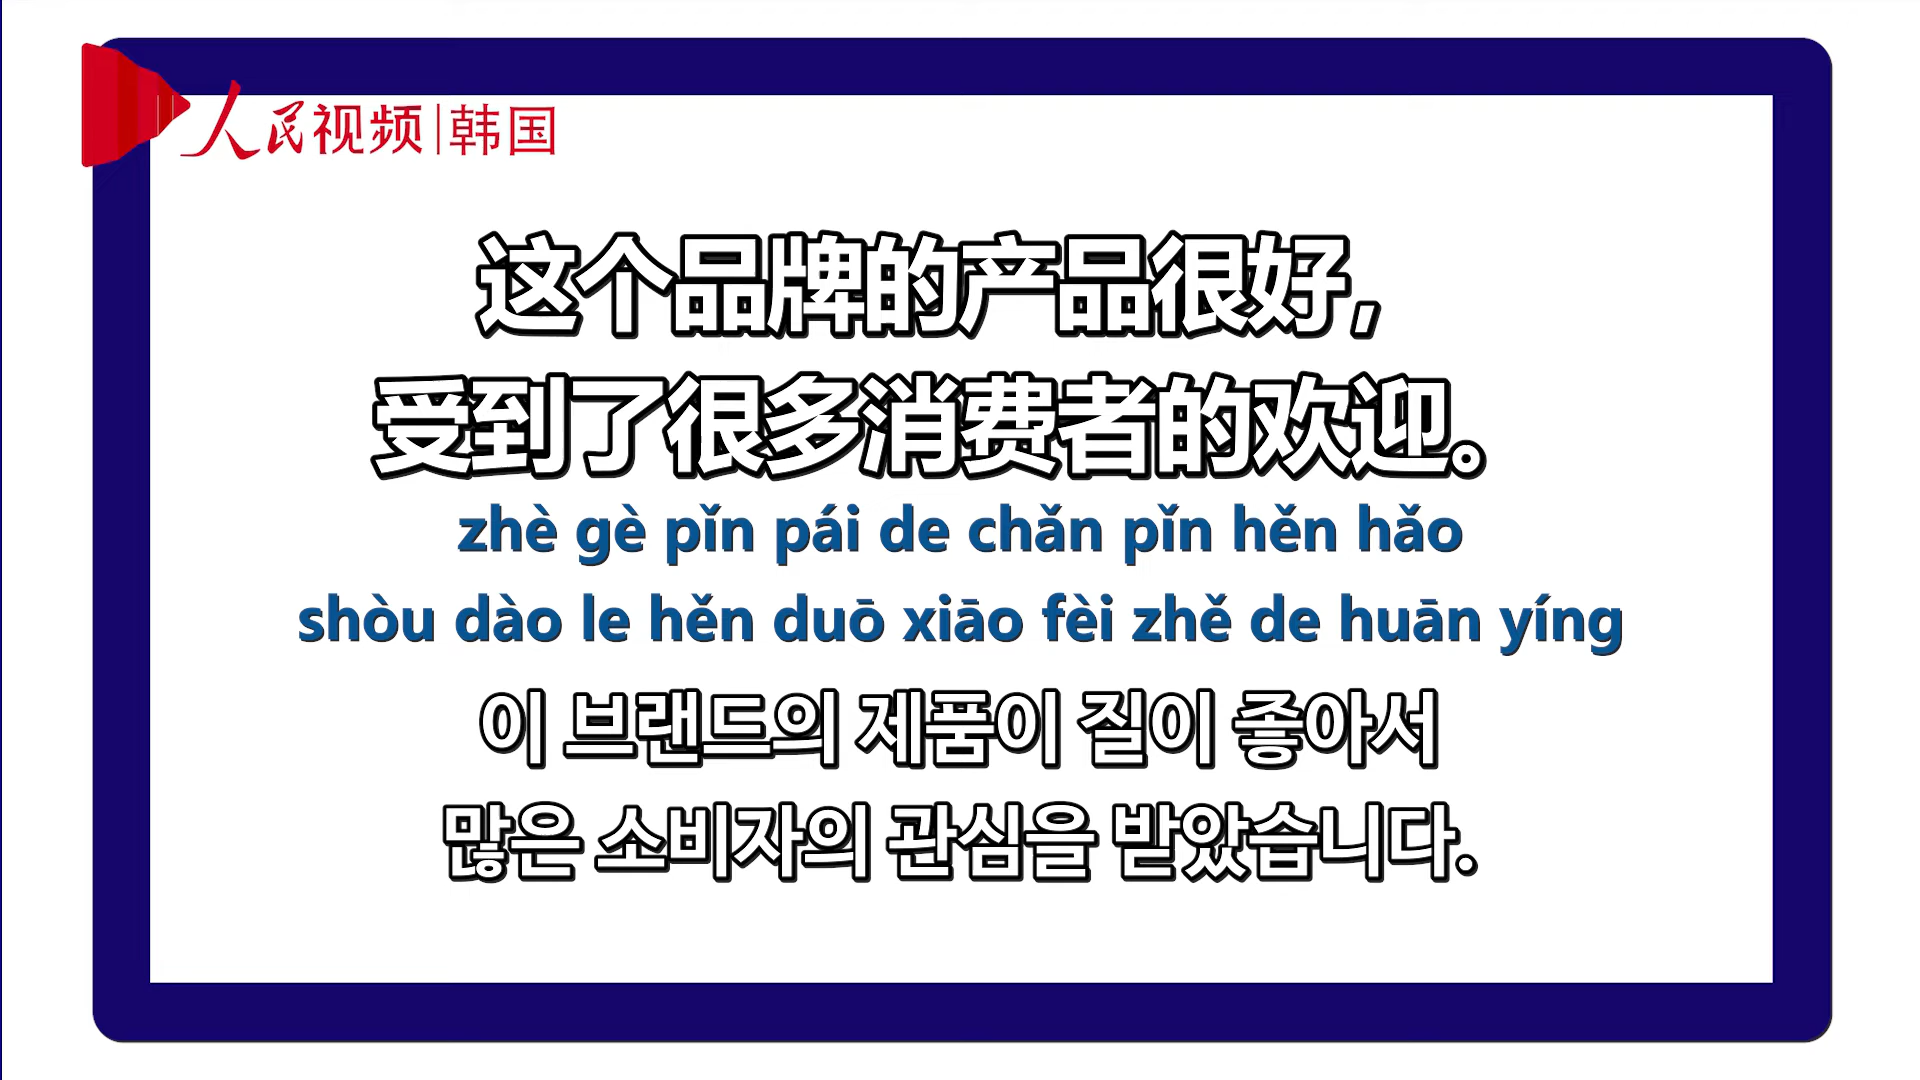 人民视频|韩国
这个品牌的产品很好,
受到了很多消费者的欢迎。
zhè gè pǐn pái de chǎn pǐn hěn hǎo
shòu dào le hěn duō xiāo fèi zhě de huān yíng
이 브랜드의 제품이 질이 좋아서
많은 소비자의 관심을 받았습니다.